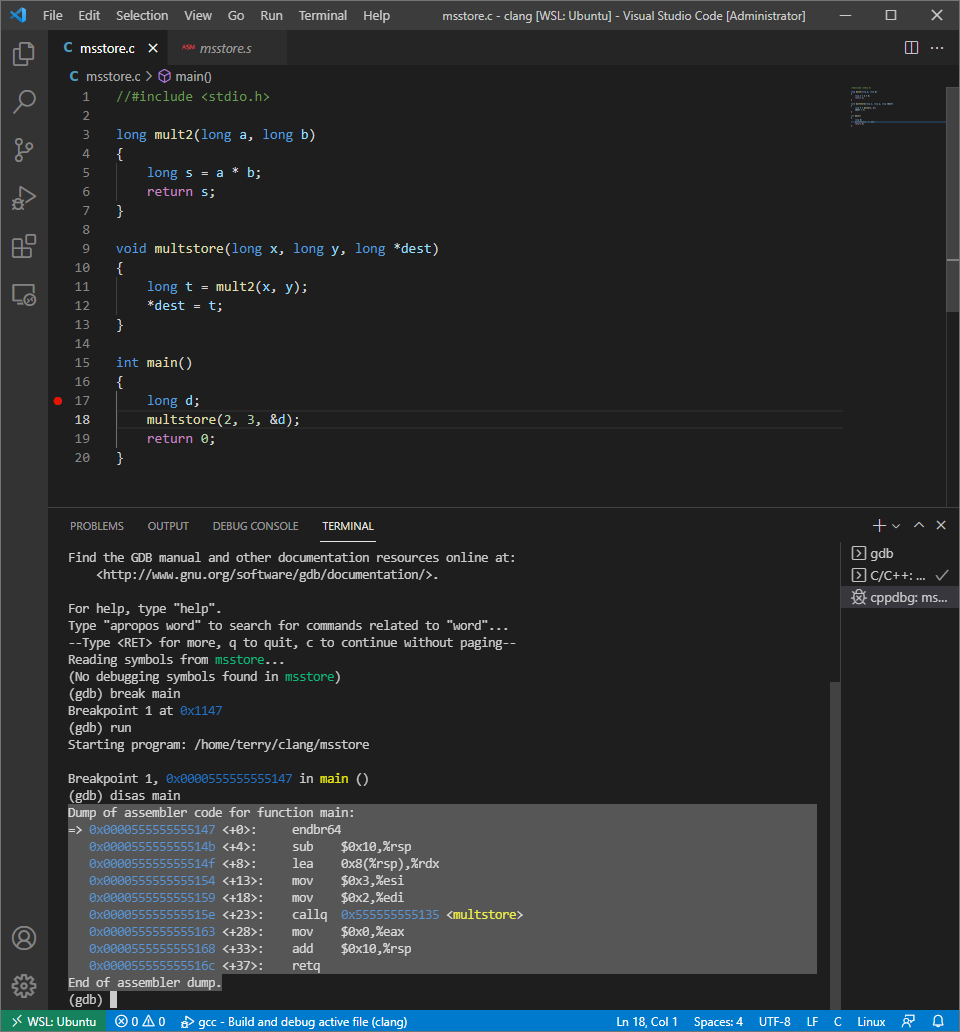 File Edit Selection View Go Run Terminal Help msstore.c - clang [WSL: Ubuntu] - Visual Studio Code [Administrator]
C msstore.c ASM msstore.s
C msstore.c > main()
1 //#include <stdio.h>
2
3 long mult2(long a, long b)
4 {
5 long s = a * b;
6 return s;
7 }
8
9 void multstore(long x, long y, long *dest)
10 {
11 long t = mult2(x, y);
12 *dest = t;
13 }
14
15 int main()
16 {
17 long d;
18 multstore(2, 3, &d);
19 return 0;
20 }
PROBLEMS OUTPUT DEBUG CONSOLE TERMINAL
gdb
C/C++: ...
cppdbg: ms...
Find the GDB manual and other documentation resources online at:
<http://www.gnu.org/software/gdb/documentation/>.
For help, type "help".
Type "apropos word" to search for commands related to "word"...
--Type <RET> for more, q to quit, c to continue without paging--
Reading symbols from msstore...
(No debugging symbols found in msstore)
(gdb) break main
Breakpoint 1 at 0x1147
(gdb) run
Starting program: /home/terry/clang/msstore
Breakpoint 1, 0x0000555555555147 in main ()
(gdb) disas main
Dump of assembler code for function main:
=> 0x0000555555555147 <+0>: endbr64
0x000055555555514b <+4>: sub $0x10,%rsp
0x000055555555514f <+8>: lea 0x8(%rsp),%rdx
0x0000555555555154 <+13>: mov $0x3,%esi
0x0000555555555159 <+18>: mov $0x2,%edi
0x000055555555515e <+23>: callq 0x555555555135 <multstore>
0x0000555555555163 <+28>: mov $0x0,%eax
0x0000555555555168 <+33>: add $0x10,%rsp
0x000055555555516c <+37>: retq
End of assembler dump.
(gdb)
WSL: Ubuntu 0 0 gcc - Build and debug active file (clang) Ln 18, Col 1 Spaces: 4 UTF-8 LF C Linux